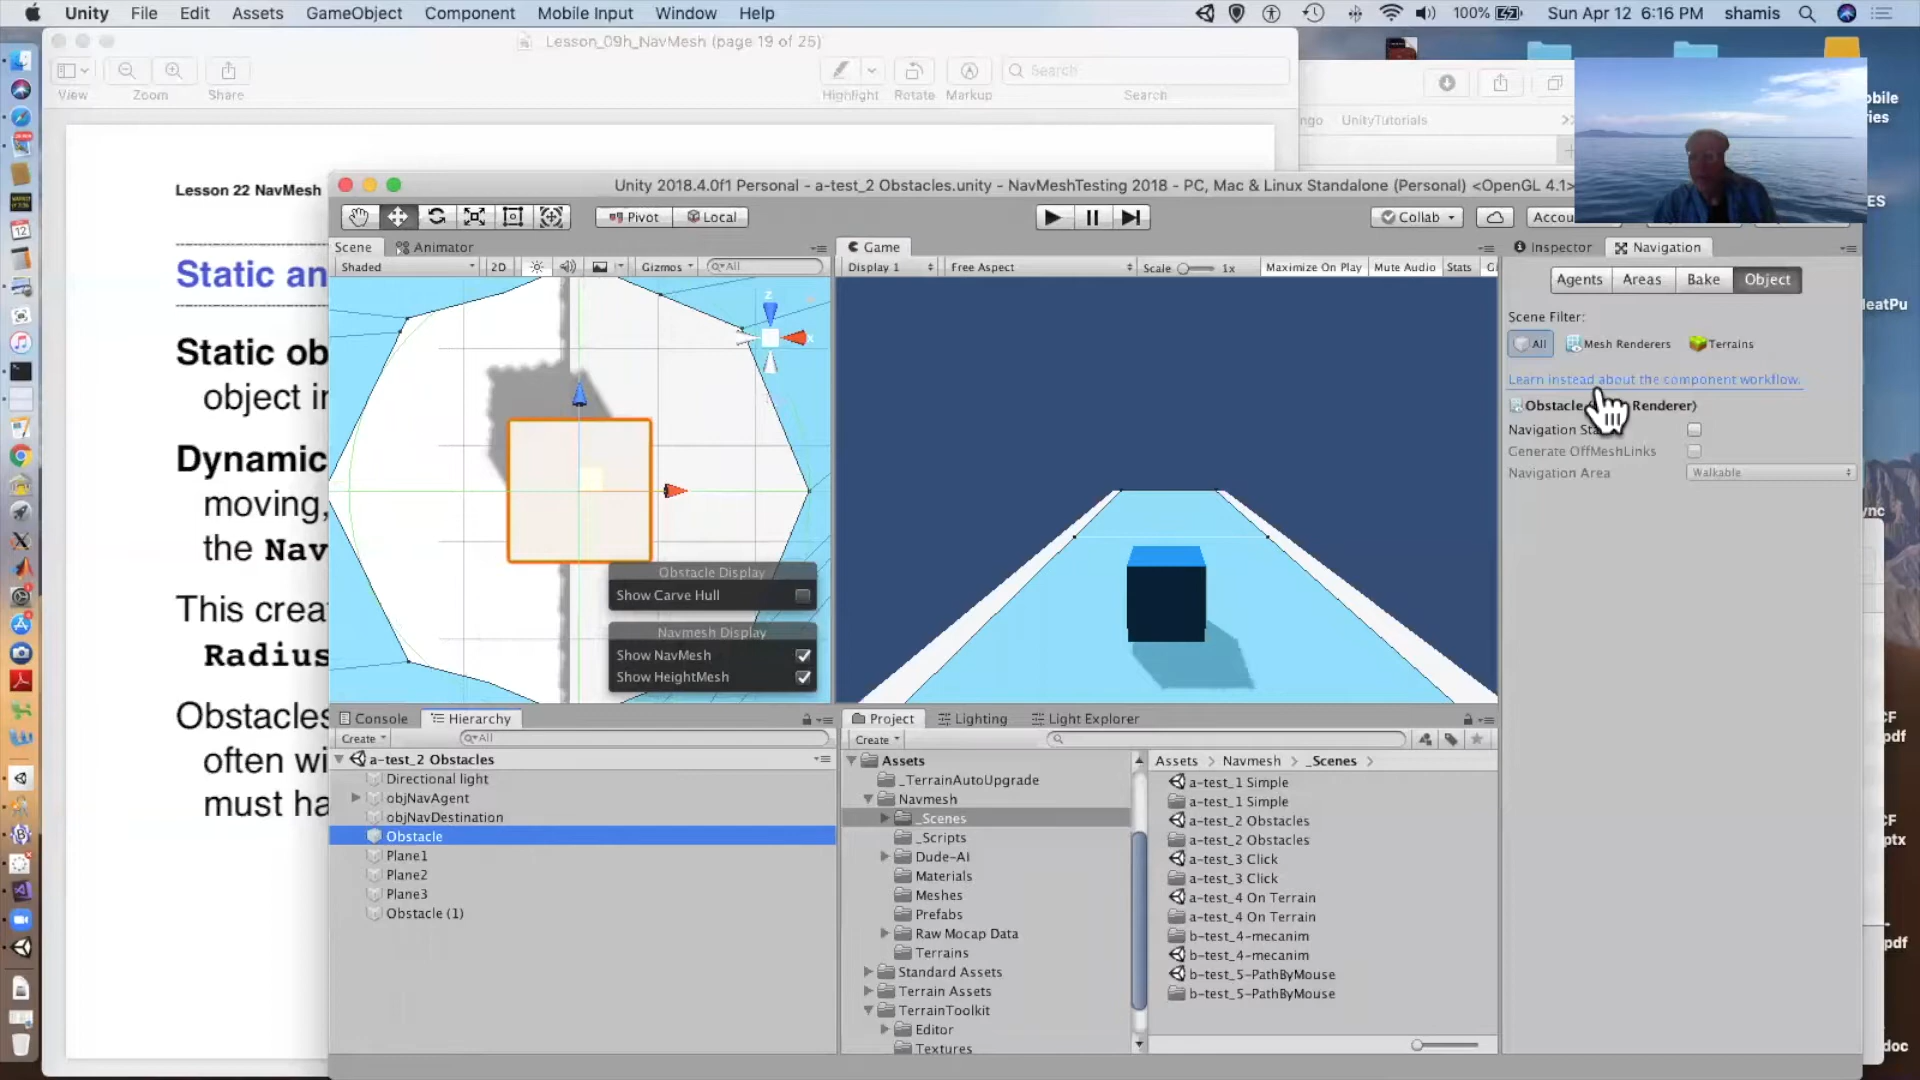 Unity File Edit Assets GameObject Component Mobile Input Window Help 100% Sun Apr 12 6:16 PM shamis
Lesson_09h_NavMesh (page 19 of 25)
Search
View Zoom Share Highlight Rotate Markup Search
UnityTutorials
Lesson 22 NavMesh
Static an
Static ob
object in
Dynamic
moving,
the Nav
This crea
Radius
Obstacles
often wi
must ha
Unity 2018.4.0f1 Personal - a-test_2 Obstacles.unity - NavMeshTesting 2018 - PC, Mac & Linux Standalone (Personal) <OpenGL 4.1>
Pivot Local Collab Accou
Scene Animator
Shaded 2D Gizmos All
Obstacle Display
Show Carve Hull
Navmesh Display
Show NavMesh
Show HeightMesh
Game
Display 1 Free Aspect Scale 1x Maximize On Play Mute Audio Stats Gi
Inspector Navigation
Agents Areas Bake Object
Scene Filter:
All Mesh Renderers Terrains
Learn instead about the component workflow.
Obstacle Renderer)
Navigation Sta
Generate OffMeshLinks
Navigation Area Walkable
Console Hierarchy
Create All
a-test_2 Obstacles
Directional light
objNavAgent
objNavDestination
Obstacle
Plane1
Plane2
Plane3
Obstacle (1)
Project Lighting Light Explorer
Create
Assets
_TerrainAutoUpgrade
Navmesh
_Scenes
_Scripts
Dude-AI
Materials
Meshes
Prefabs
Raw Mocap Data
Terrains
Standard Assets
Terrain Assets
TerrainToolkit
Editor
Textures
Assets > Navmesh > _Scenes >
a-test_1 Simple
a-test_1 Simple
a-test_2 Obstacles
a-test_2 Obstacles
a-test_3 Click
a-test_3 Click
a-test_4 On Terrain
a-test_4 On Terrain
b-test_4-mecanim
b-test_4-mecanim
b-test_5-PathByMouse
b-test_5-PathByMouse